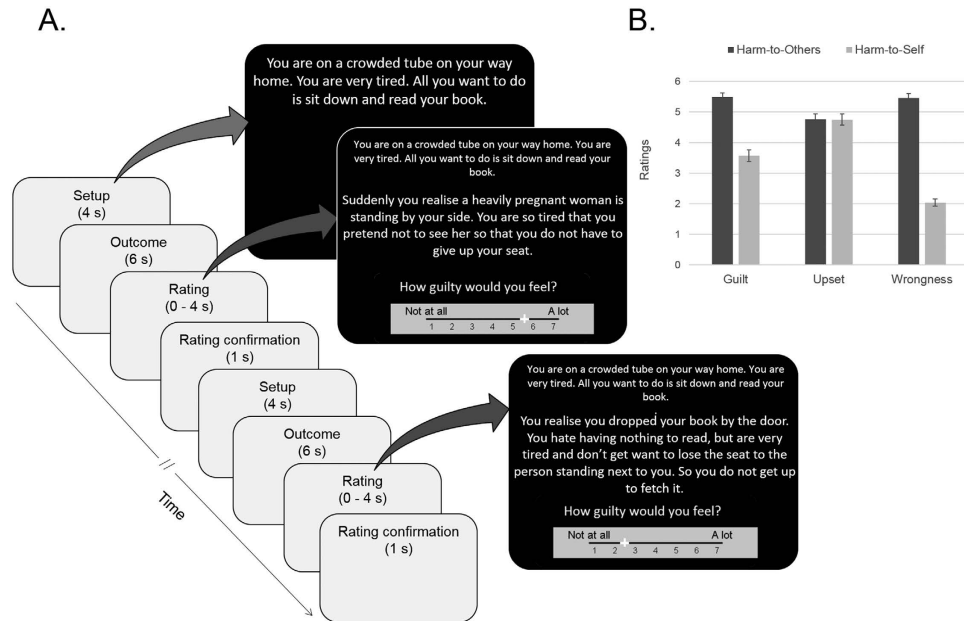 A.
You are on a crowded tube on your way
home. You are very tired. All you want to do
is sit down and read your book.
You are on a crowded tube on your way home. You are
very tired. All you want to do is sit down and read your
book.
Suddenly you realise a heavily pregnant woman is
standing by your side. You are so tired that you
pretend not to see her so that you do not have to
give up your seat.
How guilty would you feel?
Not at all A lot
1 2 3 4 5 6 7
Setup
(4 s)
Outcome
(6 s)
Rating
(0 - 4 s)
Rating confirmation
(1 s)
Setup
(4 s)
Outcome
(6 s)
Rating
(0 - 4 s)
Rating confirmation
(1 s)
Time
You are on a crowded tube on your way home. You are
very tired. All you want to do is sit down and read your
book.
You realise you dropped your book by the door.
You hate having nothing to read, but are very
tired and don't get want to lose the seat to the
person standing next to you. So you do not get up
to fetch it.
How guilty would you feel?
Not at all A lot
1 2 3 4 5 6 7
B.
Harm-to-Others Harm-to-Self
Ratings
6
5
4
3
2
1
0
Guilt Upset Wrongness